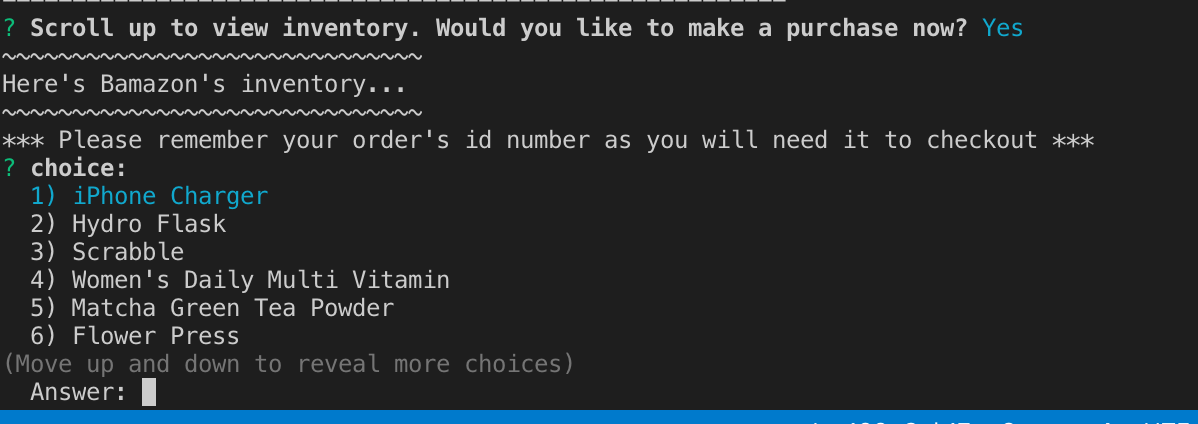 ? Scroll up to view inventory. Would you like to make a purchase now? Yes
~~~~~~~~~~~~~~~~~~~~~~~~~~~~~~
Here's Bamazon's inventory...
~~~~~~~~~~~~~~~~~~~~~~~~~~~~~~
*** Please remember your order's id number as you will need it to checkout ***
? choice:
1) iPhone Charger
2) Hydro Flask
3) Scrabble
4) Women's Daily Multi Vitamin
5) Matcha Green Tea Powder
6) Flower Press
(Move up and down to reveal more choices)
Answer: